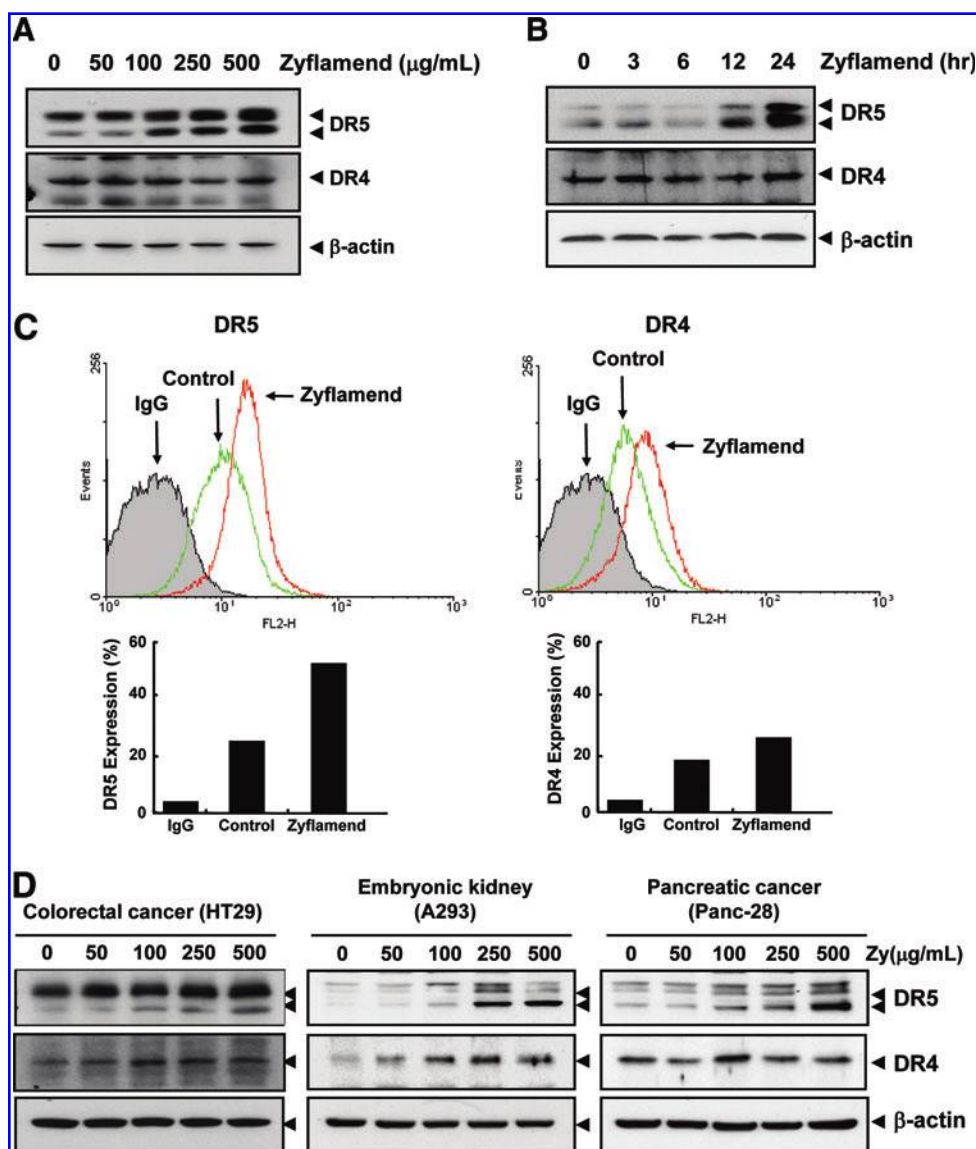 A
0 50 100 250 500 Zyflamend (µg/mL)
DR5
DR4
β-actin
B
0 3 6 12 24 Zyflamend (hr)
DR5
DR4
β-actin
C
DR5
256
Events
0
IgG
Control
Zyflamend
10⁰ 10¹ 10² 10³
FL2-H
DR4
256
Events
0
IgG
Control
Zyflamend
10⁰ 10¹ 10² 10³
FL2-H
DR5 Expression (%)
60
40
20
0
IgG Control Zyflamend
DR4 Expression (%)
60
40
20
0
IgG Control Zyflamend
D
Colorectal cancer (HT29)
Embryonic kidney
(A293)
Pancreatic cancer
(Panc-28)
0 50 100 250 500
0 50 100 250 500
0 50 100 250 500 Zy(µg/mL)
DR5
DR4
β-actin